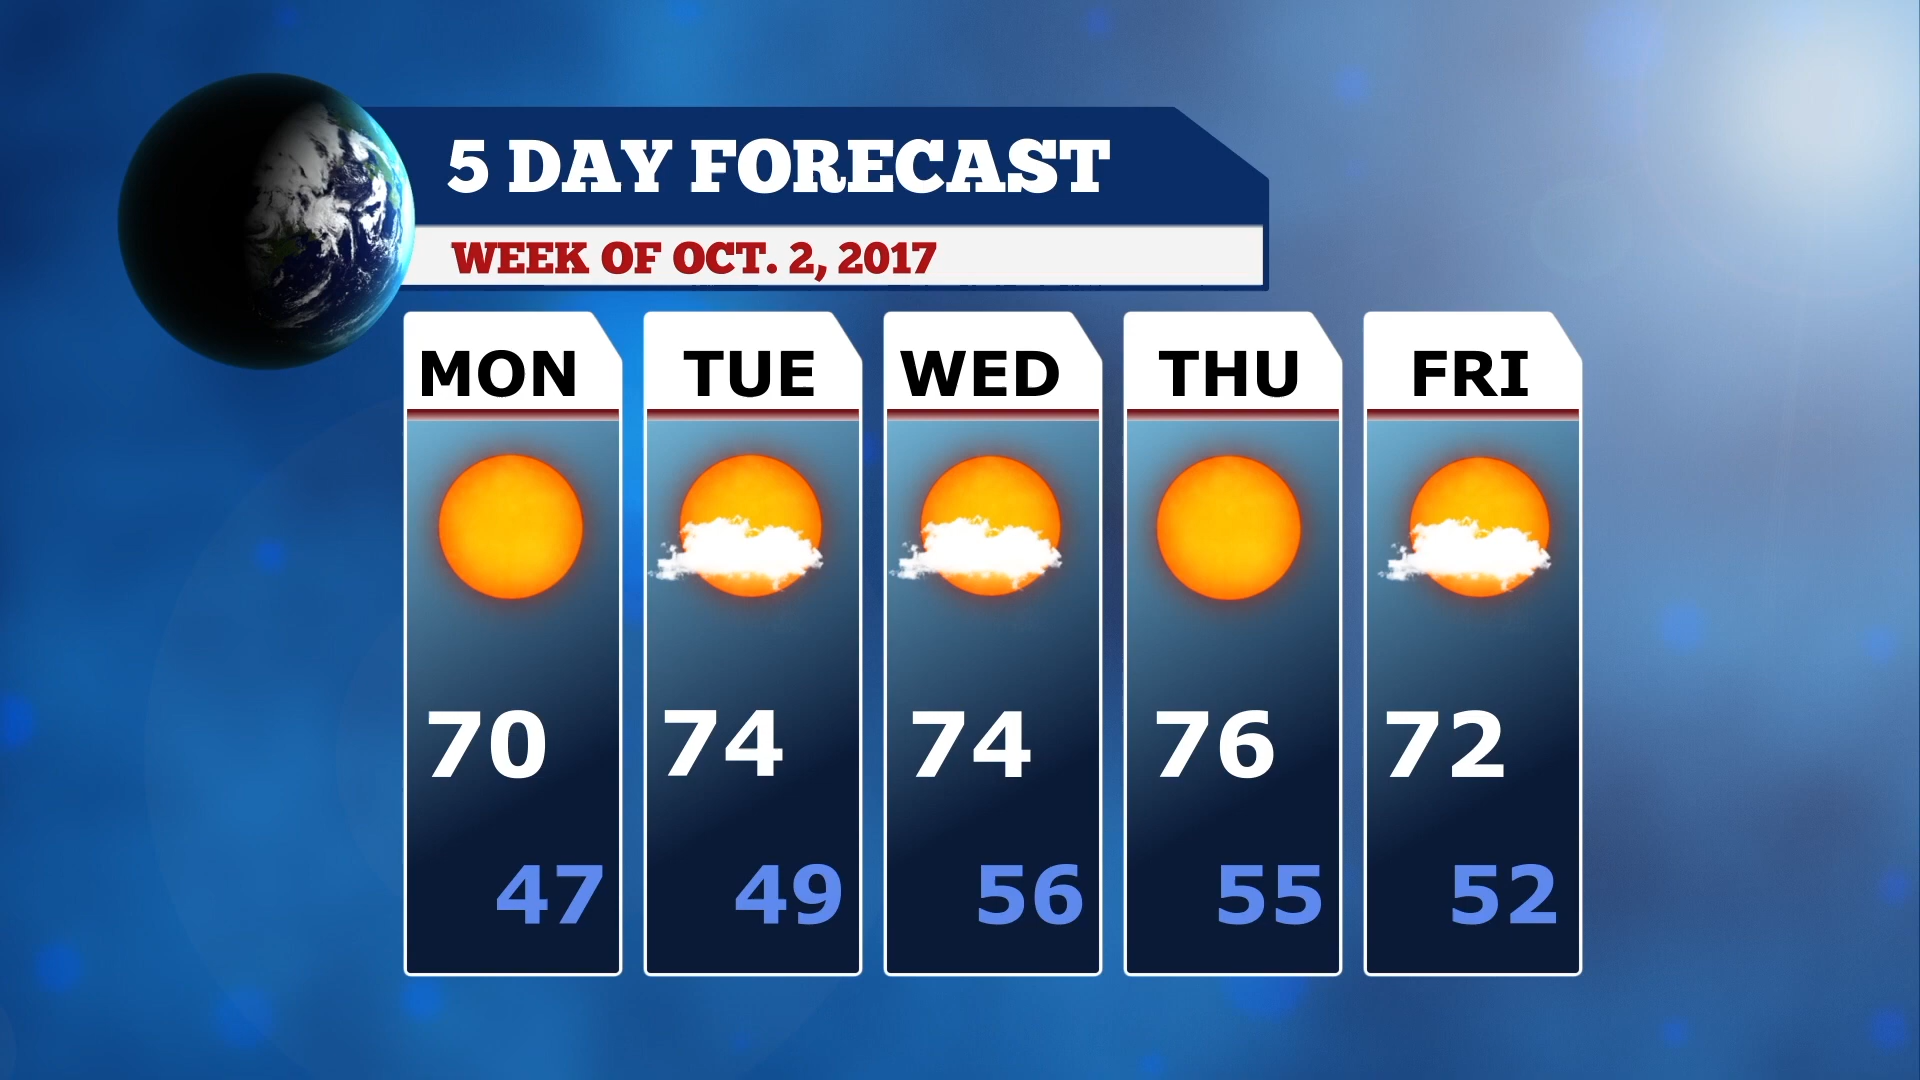 5 DAY FORECAST
WEEK OF OCT. 2, 2017
MON TUE WED THU FRI
70 74 74 76 72
47 49 56 55 52